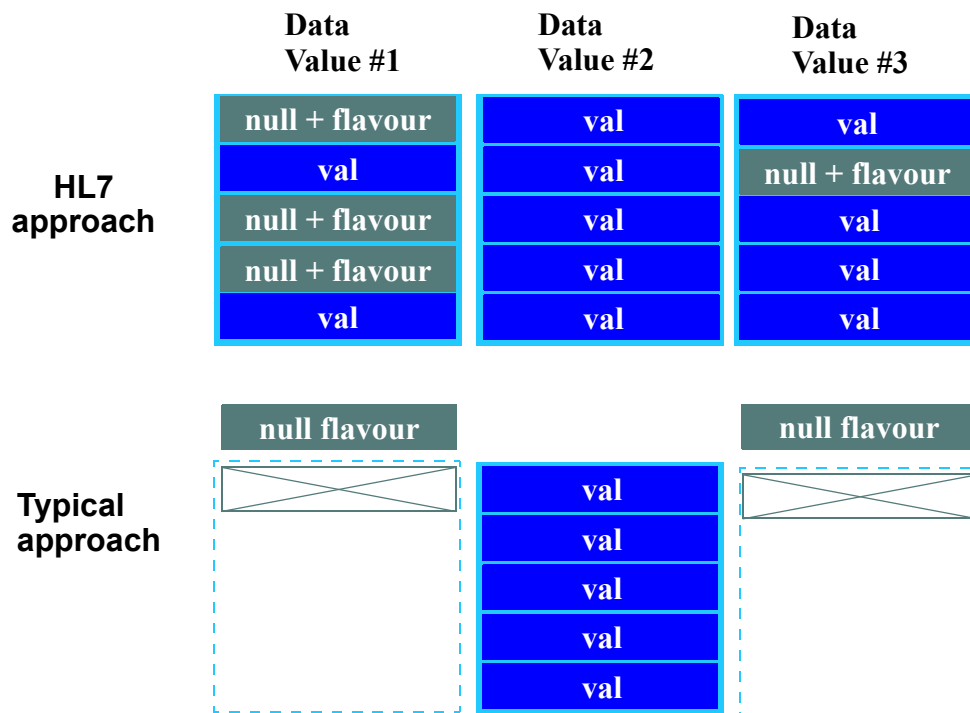 Data
Value #1
Data
Value #2
Data
Value #3
HL7
approach
null + flavour
val
val
val
val
null + flavour
null + flavour
val
val
null + flavour
val
val
val
val
val
null flavour
null flavour
Typical
approach
val
val
val
val
val